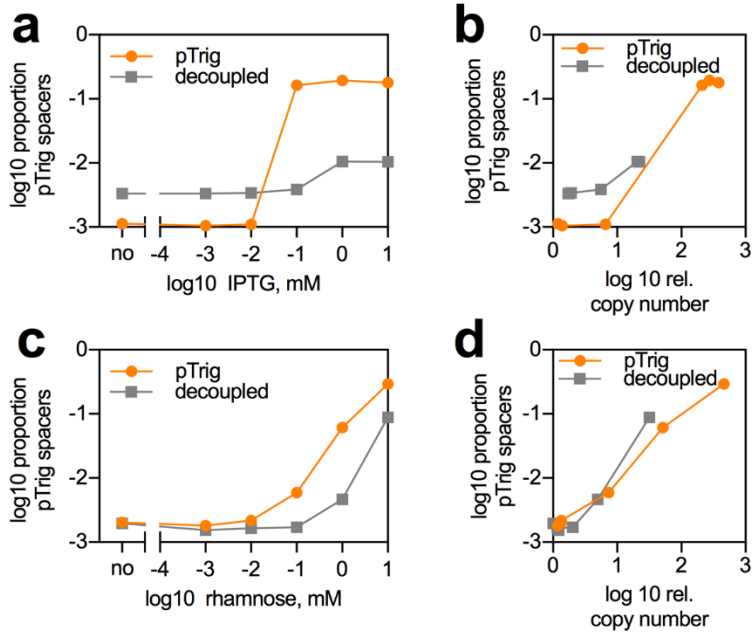 a
pTrig
decoupled
log10 proportion
pTrig spacers
0
-1
-2
-3
no -4 -3 -2 -1 0 1
log10 IPTG, mM
b
pTrig
decoupled
log10 proportion
pTrig spacers
0
-1
-2
-3
0 1 2 3
log 10 rel.
copy number
c
pTrig
decoupled
log10 proportion
pTrig spacers
0
-1
-2
-3
no -4 -3 -2 -1 0 1
log10 rhamnose, mM
d
pTrig
decoupled
log10 proportion
pTrig spacers
0
-1
-2
-3
0 1 2 3
log 10 rel.
copy number